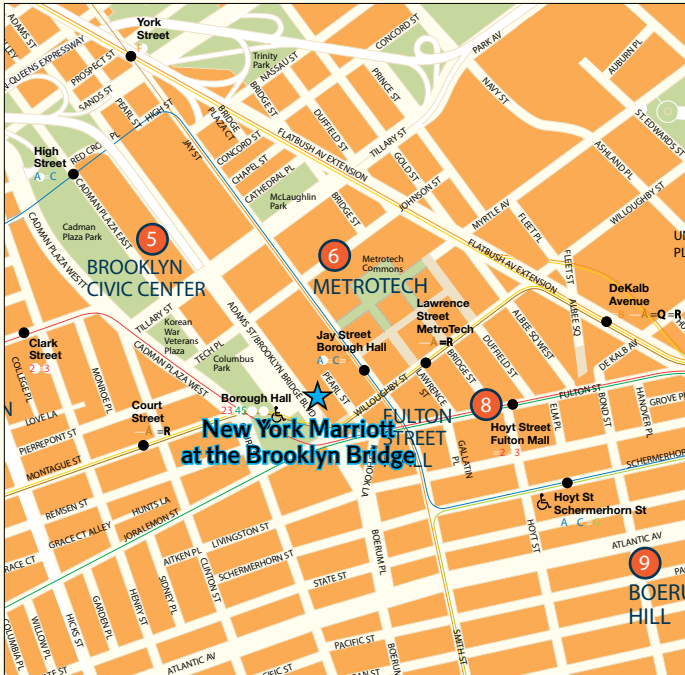 ADAMS ST
N-QUEENS EXPRESSWAY
PROSPECT ST
SANDS ST
PEARL ST
HIGH ST
York
Street
F
JAY ST
BRIDGE
PLAZA CT
Trinity
Park
NASSAU ST
BRIDGE ST
CONCORD ST
PARK AV
PRINCE ST
NAVY ST
AUBURN PL
ST. EDWARDS ST
ASHLAND PL
WILLOUGHBY ST
DUFFIELD ST
FLATBUSH AV EXTENSION
TILLARY ST
GOLD ST
CONCORD ST
CHAPEL ST
CATHEDRAL PL
McLaughlin
Park
BRIDGE ST
JOHNSON ST
MYRTLE AV
FLEET PL
FLEET ST
High
Street
A C
RED CRO
PL
CADMAN PLAZA EAST
CADMAN PLAZA WEST
Cadman
Plaza Park
5
BROOKLYN
CIVIC CENTER
6
METROTECH
Metrotech
Commons
FLATBUSH AV EXTENSION
ALBEE SQ
ALBEE SQ WEST
UN
PL
DeKalb
Avenue
B A Q R
DE KALB AV
Lawrence
Street
MetroTech
A R
TILLARY ST
Korean
War
Veterans
Plaza
TECH PL
Columbus
Park
ADAMS ST/BROOKLYN BRIDGE BLVD
CADMAN PLAZA WEST
Clark
Street
2 3
COLLEGE PL
MONROE PL
LOVE LA
PIERREPONT ST
MONTAGUE ST
Court
Street
A R
Borough Hall
23 45
Jay Street
Borough Hall
A C F
PEARL ST
WILLOUGHBY ST
LAWRENCE
ST
BRIDGE ST
DUFFIELD ST
8
FULTON
STREET
New York Marriott
at the Brooklyn Bridge
FULTON ST
Hoyt Street
Fulton Mall
2 3
ELM PL
BOND ST
HANOVER PL
GROVE P
GALLATIN
PL
SCHERMERHOR
Hoyt St
Schermerhorn St
A C G
HOYT ST
ATLANTIC AV
9
BOERU
HILL
REMSEN ST
HUNTS LA
GRACE CT ALLEY
JORALEMON ST
GRACE CT
AITKEN PL
LIVINGSTON ST
SCHERMERHORN ST
STATE ST
BOERUM PL
CLINTON ST
SIDNEY PL
HENRY ST
GARDEN PL
HICKS ST
WILLOW PL
COLUMBIA PL
ATLANTIC AV
PACIFIC ST
SMITH ST
BOERUM